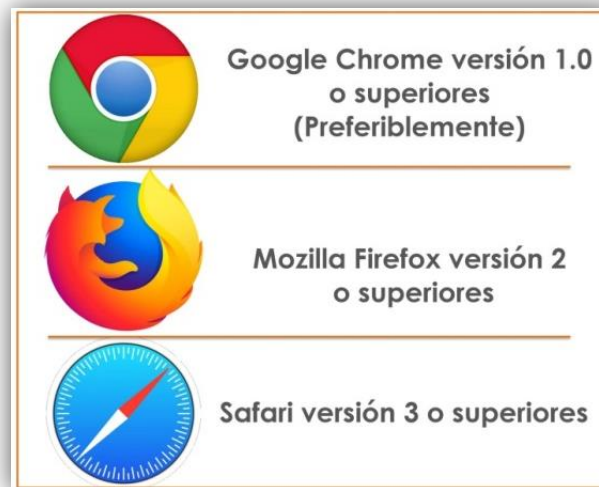 Google Chrome versión 1.0
o superiores
(Preferiblemente)
Mozilla Firefox versión 2
o superiores
Safari versión 3 o superiores